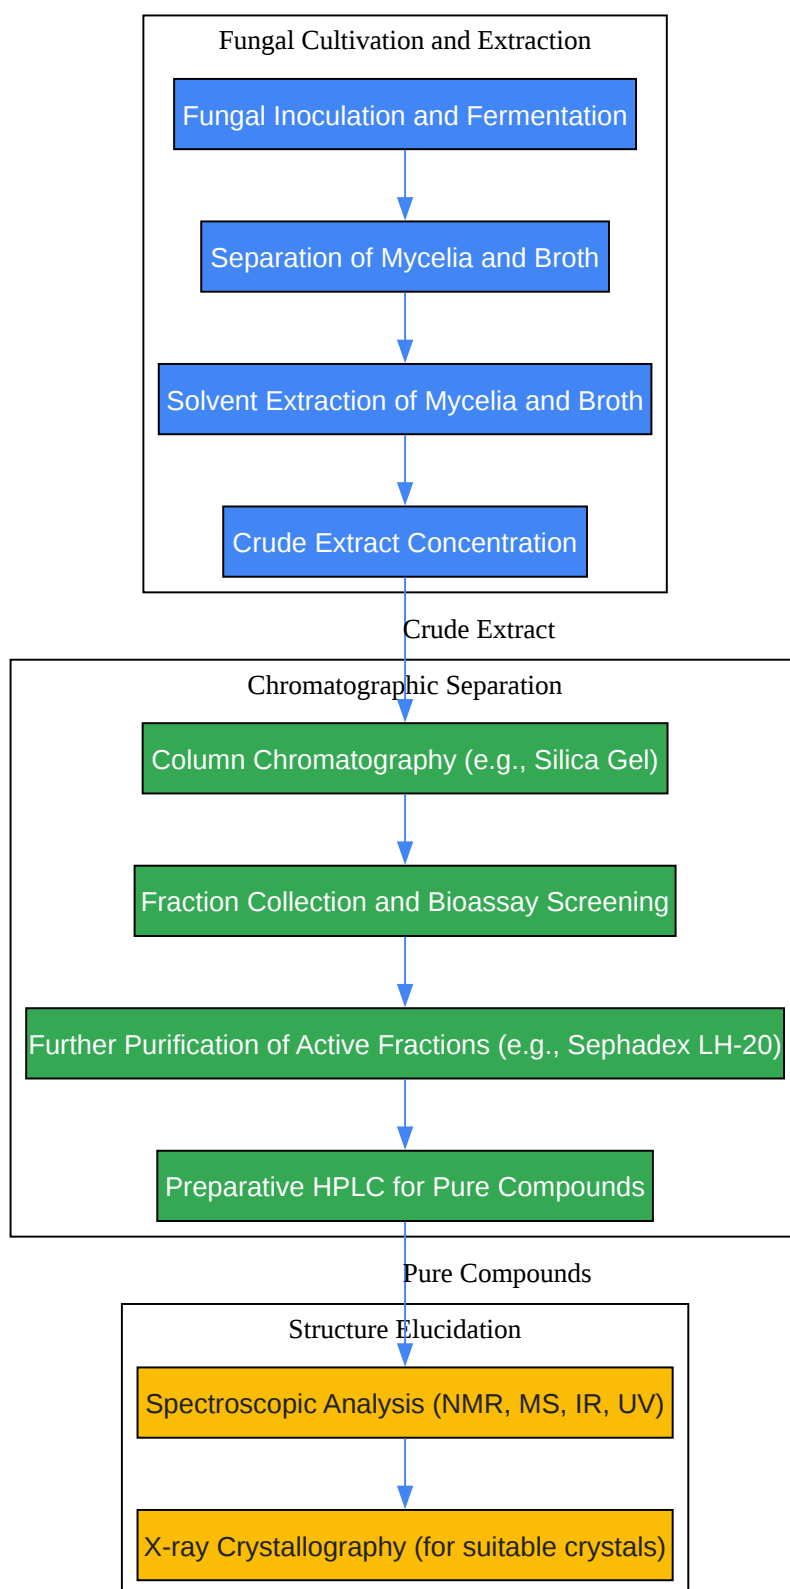 Fungal Cultivation and Extraction
Fungal Inoculation and Fermentation
Separation of Mycelia and Broth
Solvent Extraction of Mycelia and Broth
Crude Extract Concentration
Crude Extract
Chromatographic Separation
Column Chromatography (e.g., Silica Gel)
Fraction Collection and Bioassay Screening
Further Purification of Active Fractions (e.g., Sephadex LH-20)
Preparative HPLC for Pure Compounds
Pure Compounds
Structure Elucidation
Spectroscopic Analysis (NMR, MS, IR, UV)
X-ray Crystallography (for suitable crystals)